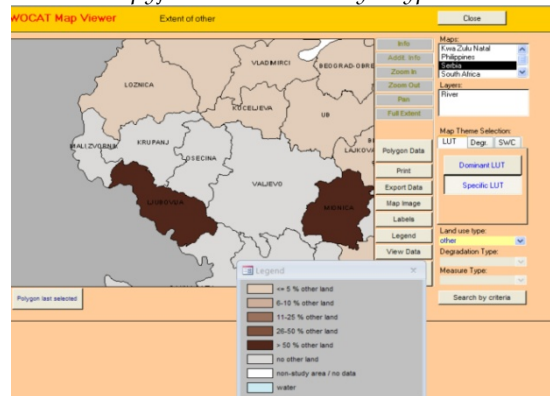 WOCAT Map Viewer
Extent of other
Close
Maps:
Kwa Zulu Natal
Philippines
Serbia
South Africa
Layers:
River
Map Theme Selection:
LUT
Degr.
SWC
Dominant LUT
Specific LUT
Land use type:
other
Degradation Type:
Measure Type:
Search by criteria
Info
Addit. Info
Zoom In
Zoom Out
Pan
Full Extent
Polygon Data
Print
Export Data
Map Image
Labels
Legend
View Data
LOZNICA
VLADIMIRCI
BEOGRAD-OBRE
KOCELJEVA
UB
MALI.ZVORNIK
KRUPANJ
OSECINA
LAJKOVA
VALJEVO
LJUBOVIJA
MIONICA
Polygon last selected
Legend
<= 5 % other land
6-10 % other land
11-25 % other land
26-50 % other land
> 50 % other land
no other land
non-study area / no data
water